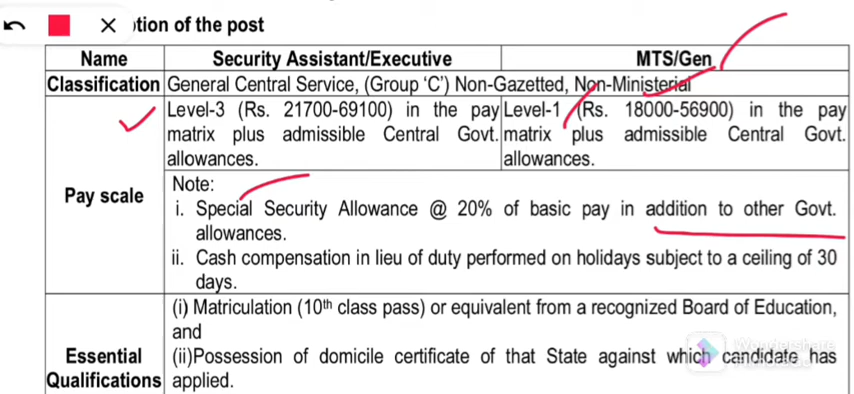 ption of the post
Name Security Assistant/Executive MTS/Gen
Classification General Central Service, (Group ‘C’) Non-Gazetted, Non-Ministerial
Pay scale
Level-3 (Rs. 21700-69100) in the pay
matrix plus admissible Central Govt.
allowances.
Level-1 (Rs. 18000-56900) in the pay
matrix plus admissible Central Govt.
allowances.
Note:
i. Special Security Allowance @ 20% of basic pay in addition to other Govt.
allowances.
ii. Cash compensation in lieu of duty performed on holidays subject to a ceiling of 30
days.
Essential
Qualifications
(i) Matriculation (10th class pass) or equivalent from a recognized Board of Education,
and
(ii)Possession of domicile certificate of that State against which candidate has
applied.
Wondershare